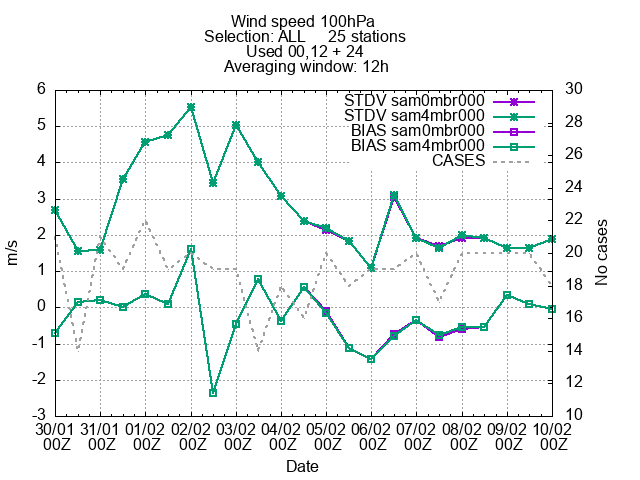 Wind speed 100hPa
Selection: ALL 25 stations
Used 00,12 + 24
Averaging window: 12h
STDV sam0mbr000
STDV sam4mbr000
BIAS sam0mbr000
BIAS sam4mbr000
CASES
m/s
6
5
4
3
2
1
0
-1
-2
-3
30
28
26
24
22
20
18
16
14
12
10
No cases
30/01 31/01 01/02 02/02 03/02 04/02 05/02 06/02 07/02 08/02 09/02 10/02
00Z 00Z 00Z 00Z 00Z 00Z 00Z 00Z 00Z 00Z 00Z 00Z
Date